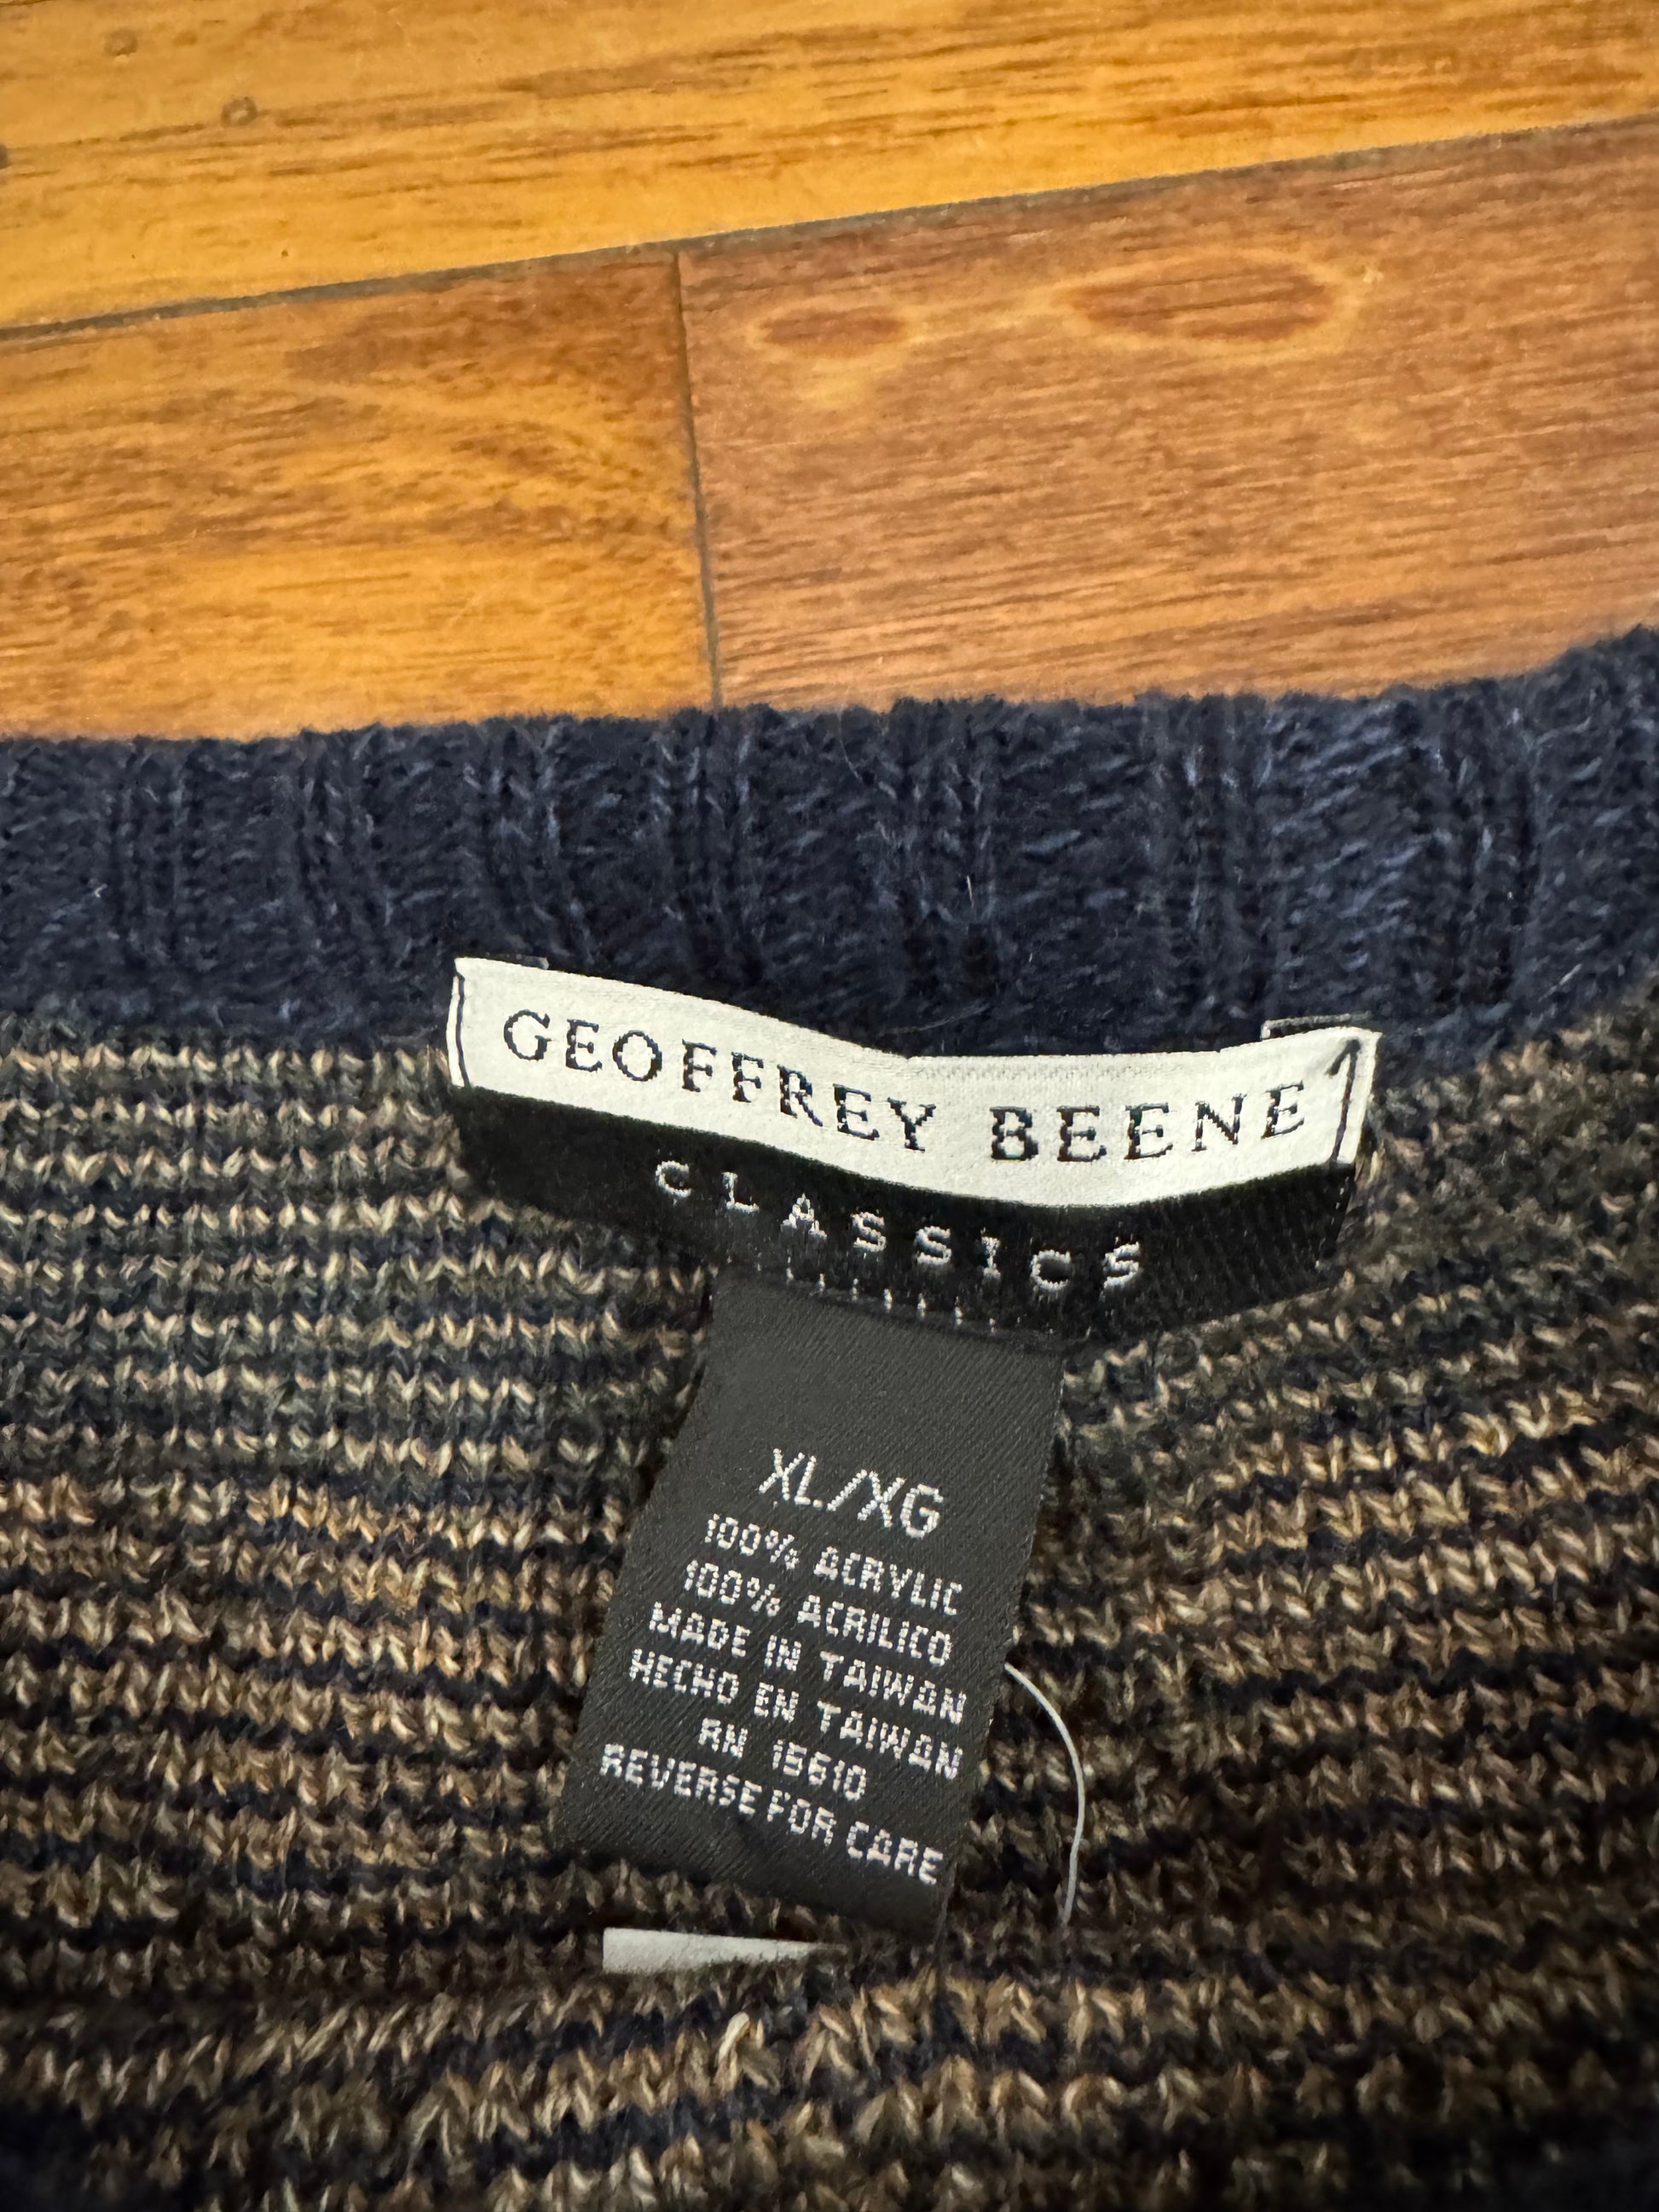 GEOFFREY BEENE
CLASSICS
XL/XG
100% ACRYLIC
100% ACRILICO
MADE IN TAIWAN
HECHO EN TAIWAN
RN 15610
REVERSE FOR CARE